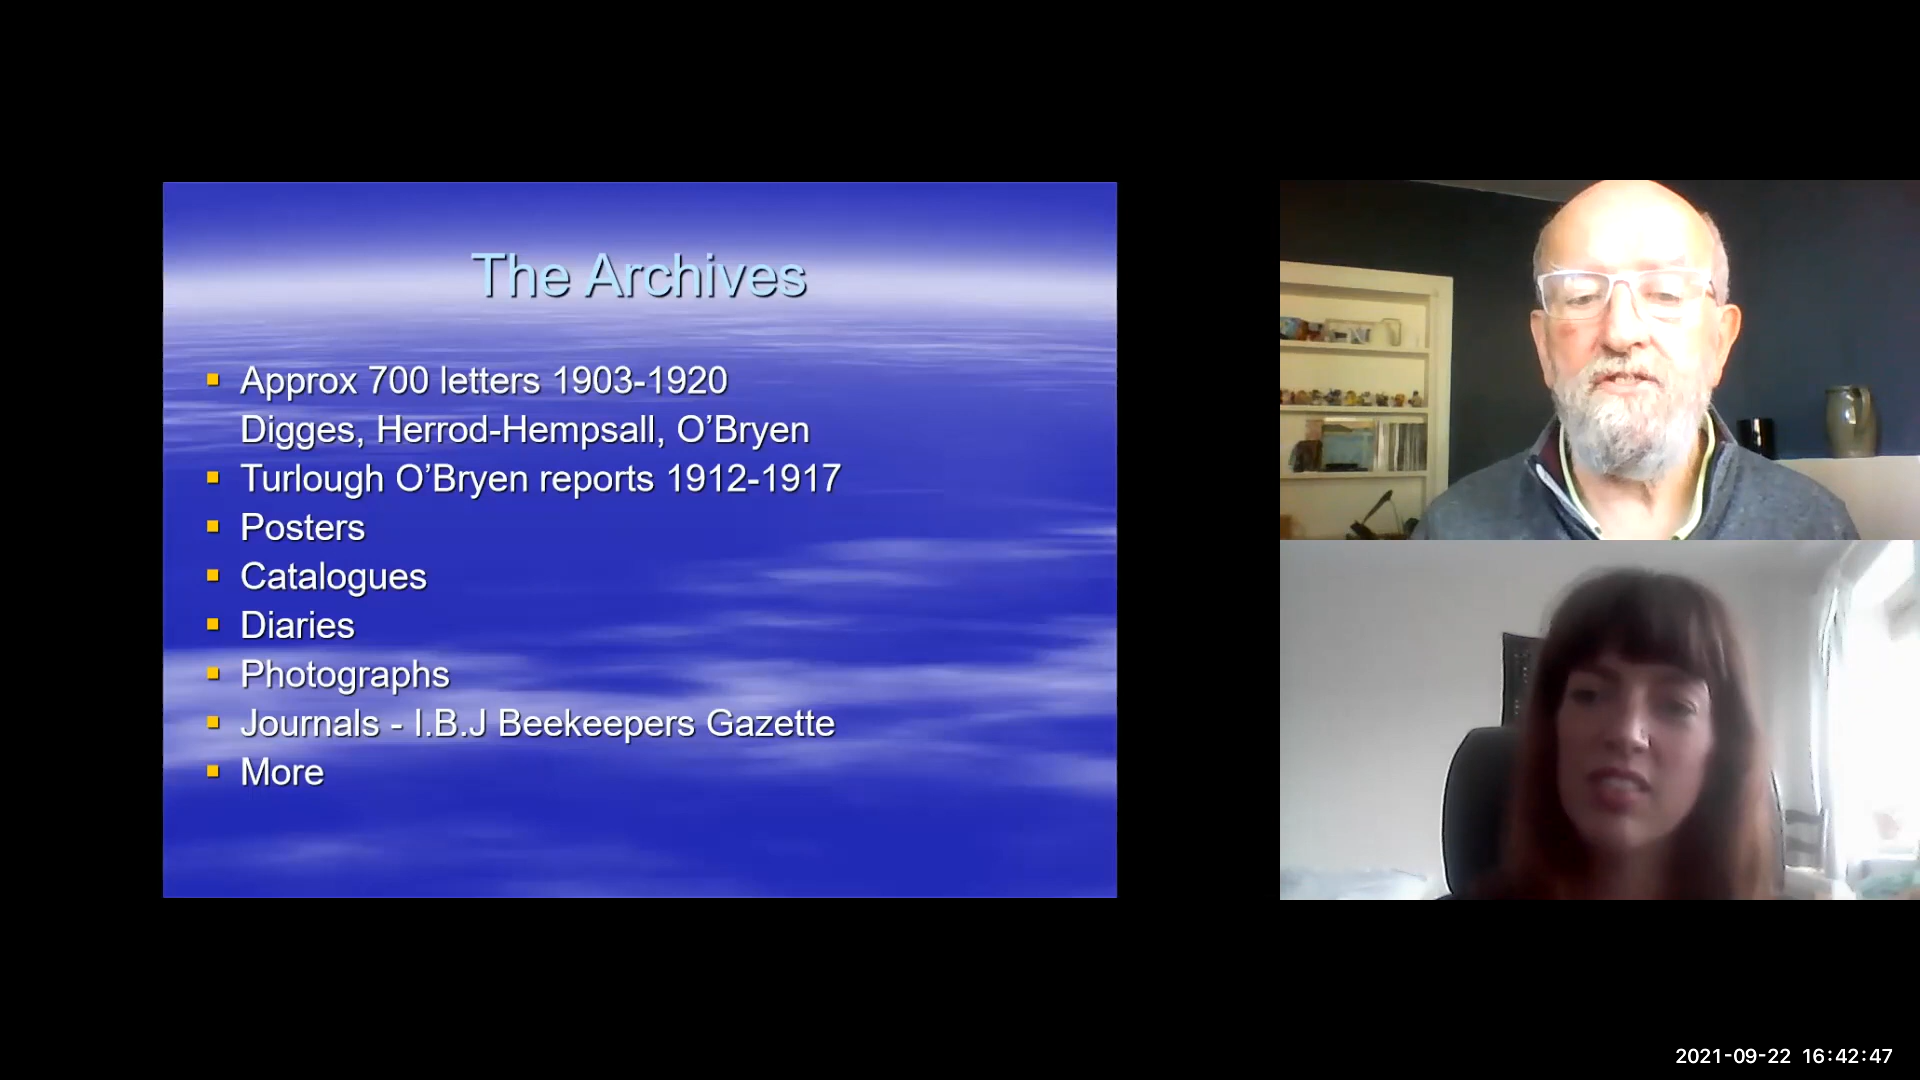 The Archives
Approx 700 letters 1903-1920
Digges, Herrod-Hempsall, O’Bryen
Turlough O’Bryen reports 1912-1917
Posters
Catalogues
Diaries
Photographs
Journals - I.B.J Beekeepers Gazette
More
2021-09-22 16:42:47